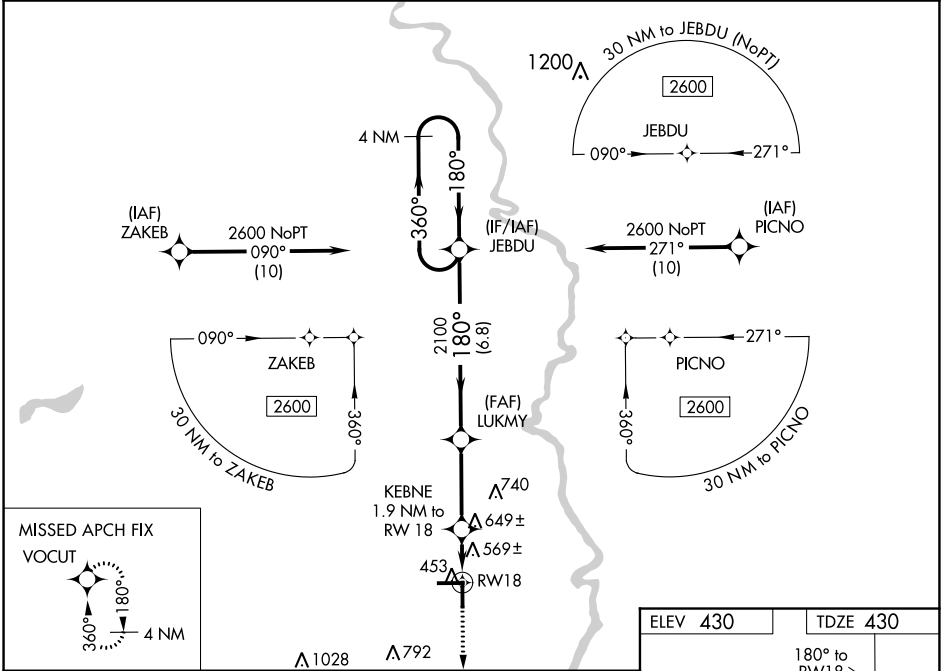 30 NM to JEBDU (NoPT)
1200
2600
JEBDU
090°
271°
4 NM
180°
360°
(IAF)
ZAKEB
2600 NoPT
090°
(10)
(IF/IAF)
JEBDU
2600 NoPT
271°
(10)
(IAF)
PICNO
2100
180°
(6.8)
090°
ZAKEB
2600
360°
30 NM to ZAKEB
271°
PICNO
2600
360°
30 NM to PICNO
(FAF)
LUKMY
KEBNE
1.9 NM to
RW 18
740
649±
569±
453
RW18
MISSED APCH FIX
VOCUT
360°
180°
4 NM
1028
792
ELEV 430
TDZE 430
180° to